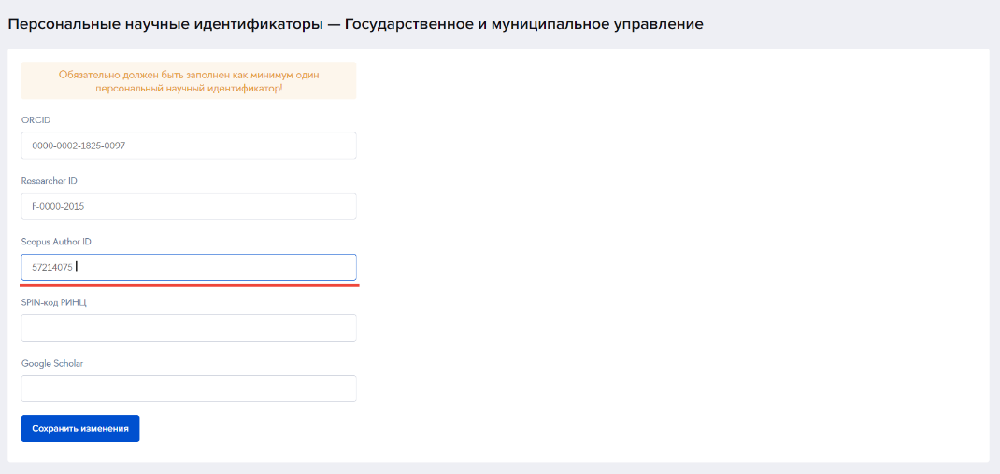 Персональные научные идентификаторы — Государственное и муниципальное управление
Обязательно должен быть заполнен как минимум один
персональный научный идентификатор!
ORCID
0000-0002-1825-0097
Researcher ID
F-0000-2015
Scopus Author ID
57214075
SPIN-код РИНЦ
Google Scholar
Сохранить изменения